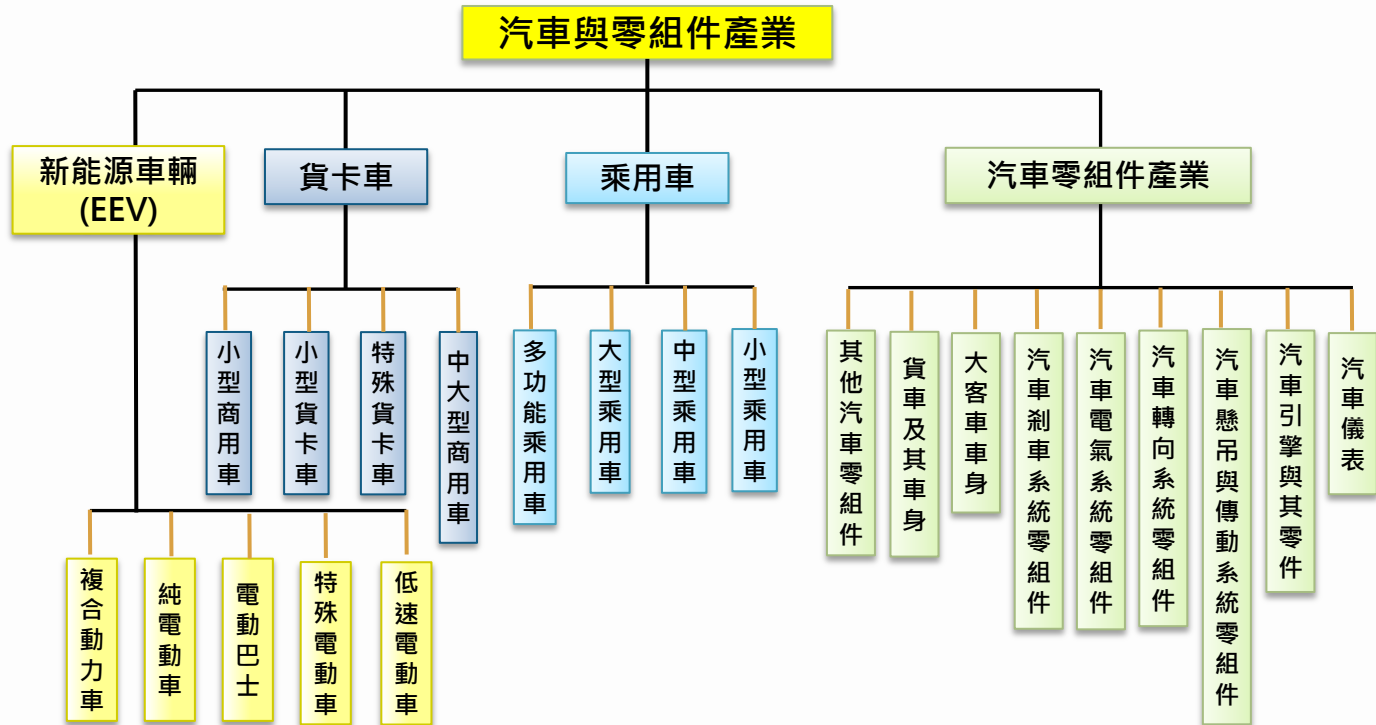 汽車與零組件產業
新能源車輛
(EEV)
貨卡車
乘用車
汽車零組件產業
小型商用車
小型貨卡車
特殊貨卡車
中大型商用車
多功能乘用車
大型乘用車
中型乘用車
小型乘用車
其他汽車零組件
貨車及其車身
大客車車身
汽車剎車系統零組件
汽車電氣系統零組件
汽車轉向系統零組件
汽車懸吊與傳動系統零組件
汽車引擎與其零件
汽車儀表
複合動力車
純電動車
電動巴士
特殊電動車
低速電動車